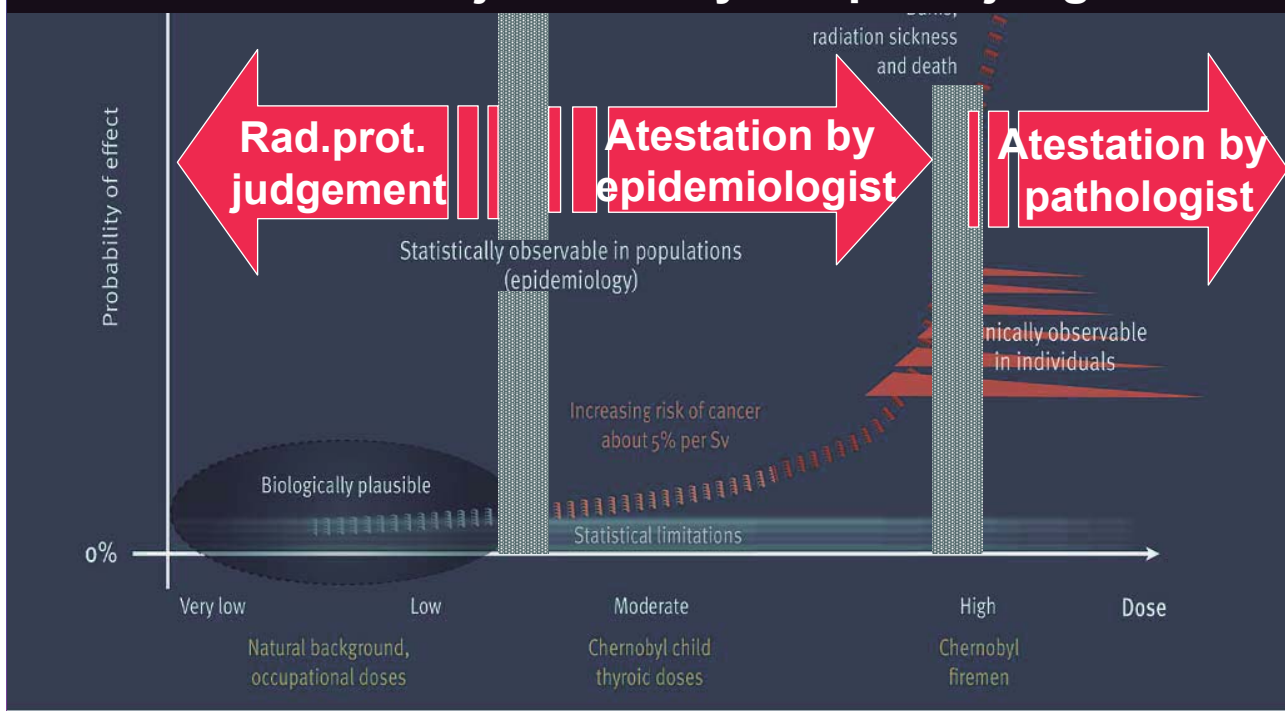 radiation sickness
and death
Rad.prot.
judgement
Atestation by
epidemiologist
Atestation by
pathologist
Probability of effect
Statistically observable in populations
(epidemiology)
observable
in individuals
Increasing risk of cancer
about 5% per Sv
Biologically plausible
Statistical limitations
0%
Very low
Low
Moderate
High
Dose
Natural background,
occupational doses
Chernobyl child
thyroic doses
Chernobyl
firemen